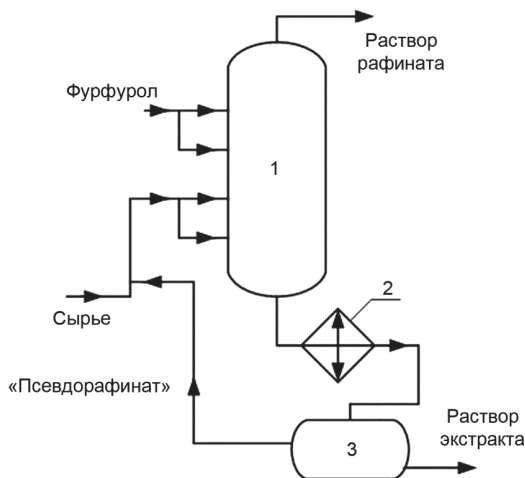 Раствор
рафината
Фурфурол
1
2
Сырье
«Псевдорафинат»
3
Раствор
экстракта